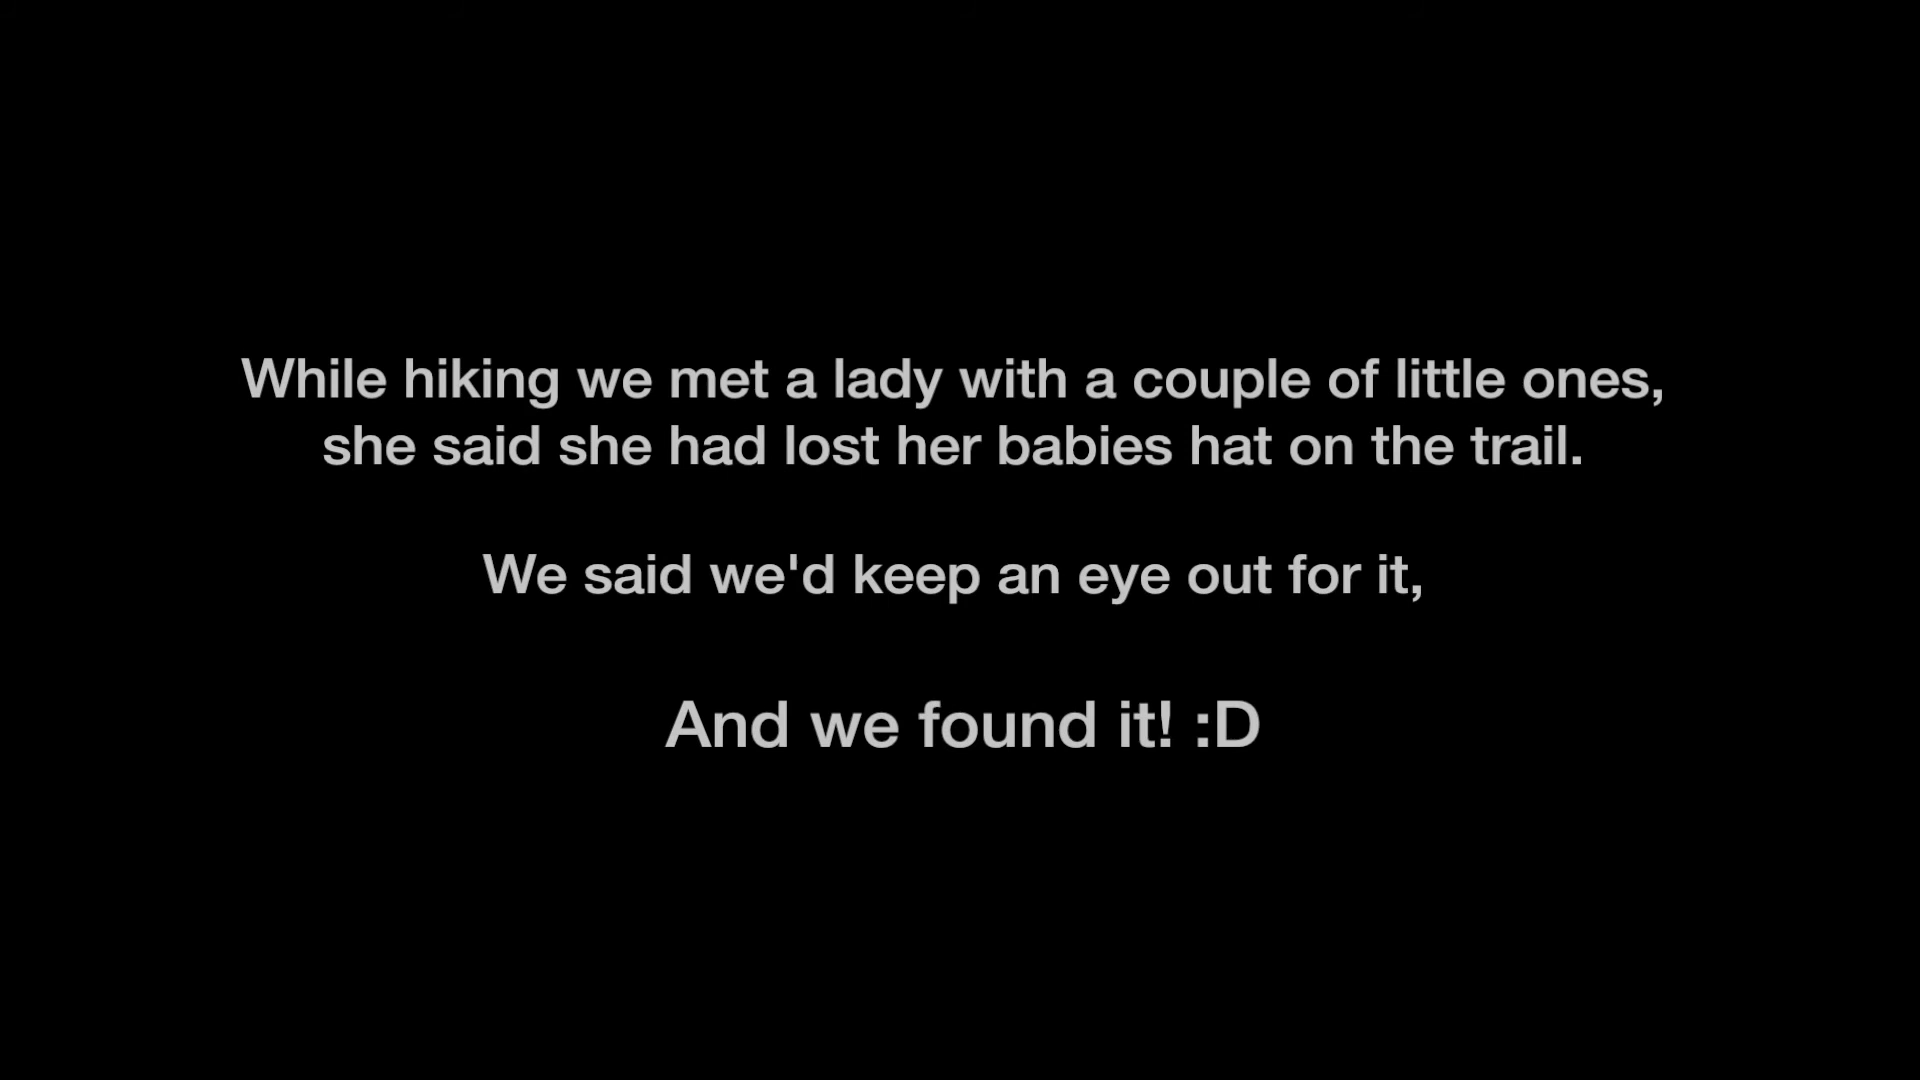 While hiking we met a lady with a couple of little ones,
she said she had lost her babies hat on the trail.
We said we'd keep an eye out for it,
And we found it! :D